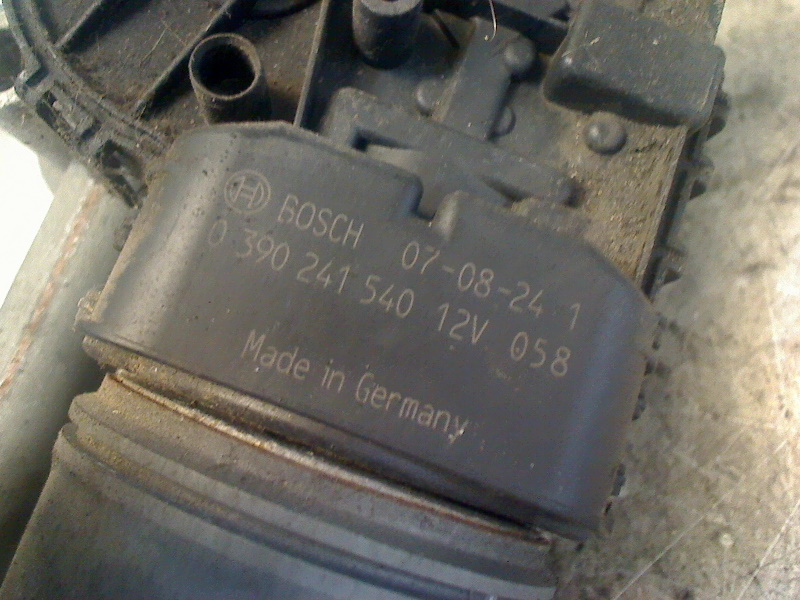 BOSCH 07-08-24 1
0 390 241 540 12V 058
Made in Germany